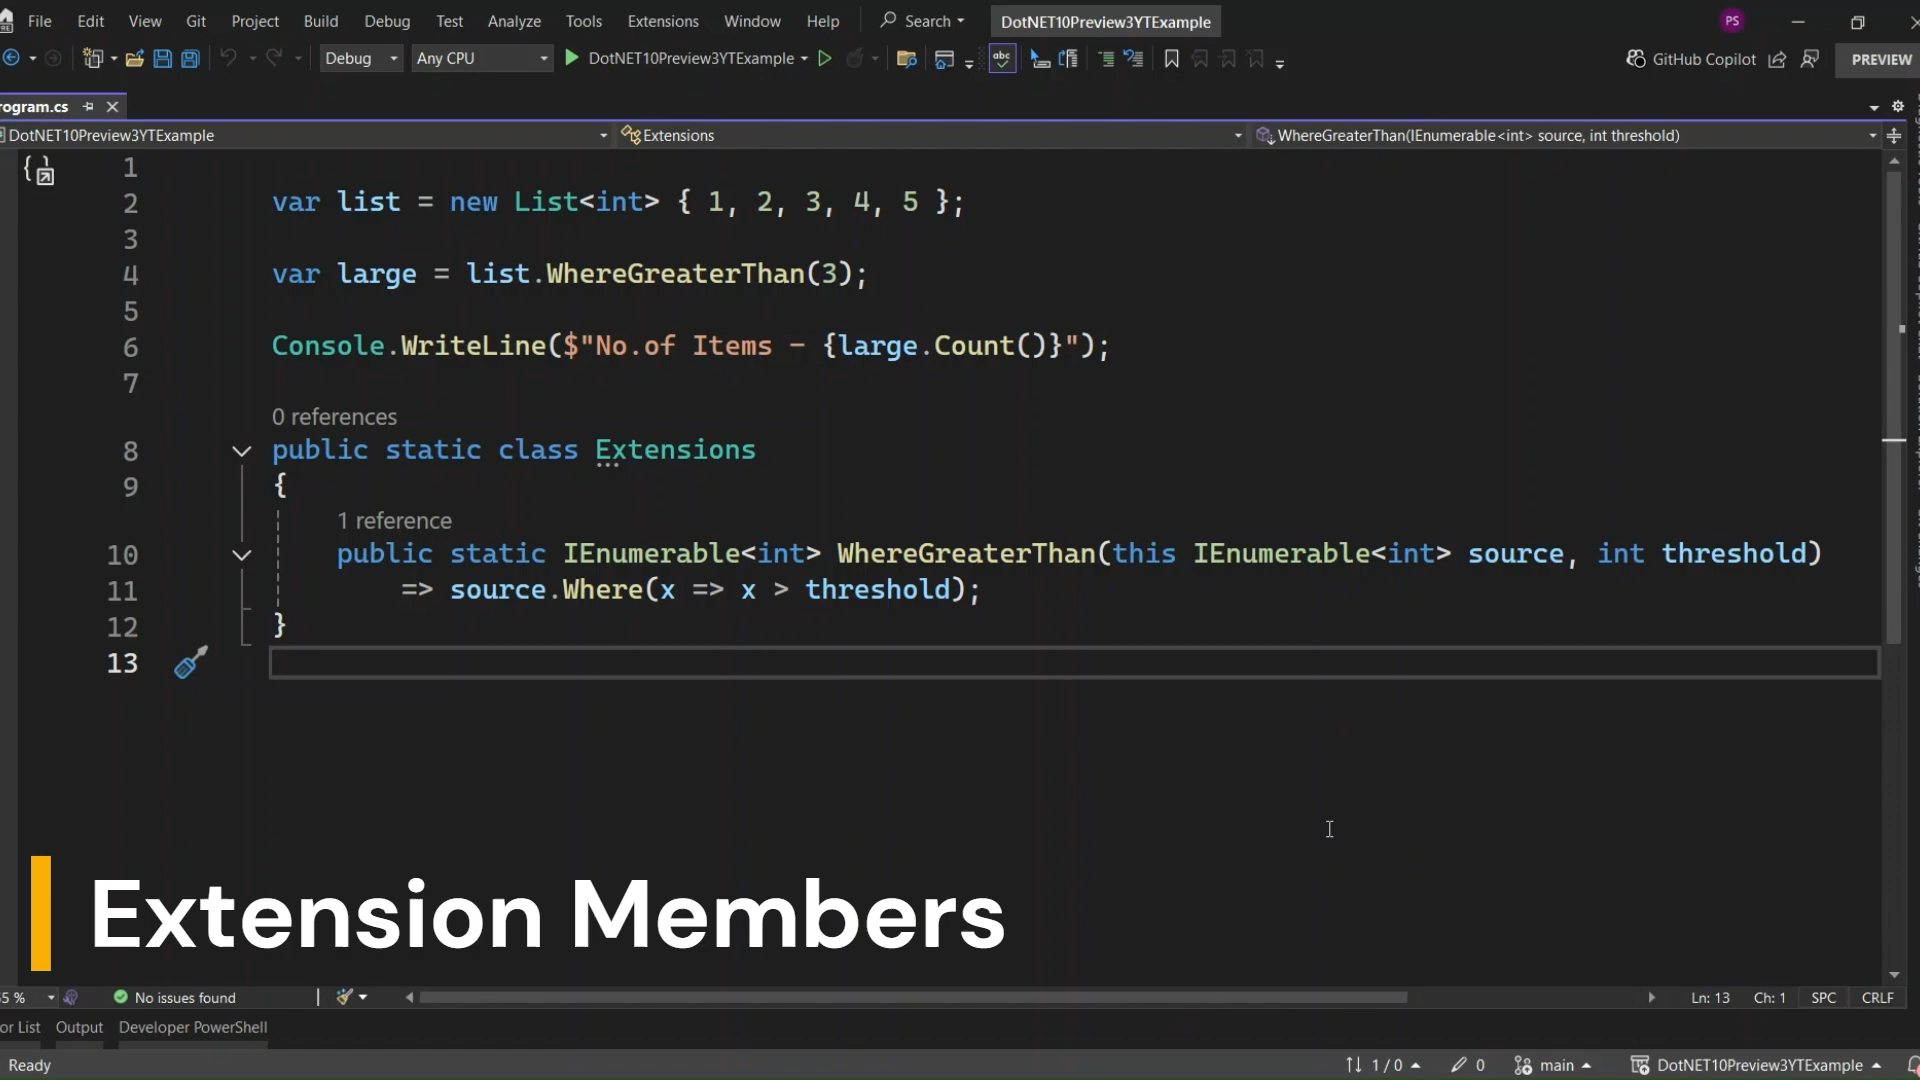 File Edit View Git Project Build Debug Test Analyze Tools Extensions Window Help Search DotNET10Preview3YTExample PS
Debug Any CPU DotNET10Preview3YTExample abc GitHub Copilot PREVIEW
rogram.cs
DotNET10Preview3YTExample Extensions WhereGreaterThan(IEnumerable<int> source, int threshold)
1
2 var list = new List<int> { 1, 2, 3, 4, 5 };
3
4 var large = list.WhereGreaterThan(3);
5
6 Console.WriteLine($"No.of Items - {large.Count()}");
7
0 references
8 public static class Extensions
9 {
1 reference
10 public static IEnumerable<int> WhereGreaterThan(this IEnumerable<int> source, int threshold)
11 => source.Where(x => x > threshold);
12 }
13
Extension Members
5 % No issues found Ln: 13 Ch: 1 SPC CRLF
or List Output Developer PowerShell
Ready 1 / 0 0 main DotNET10Preview3YTExample